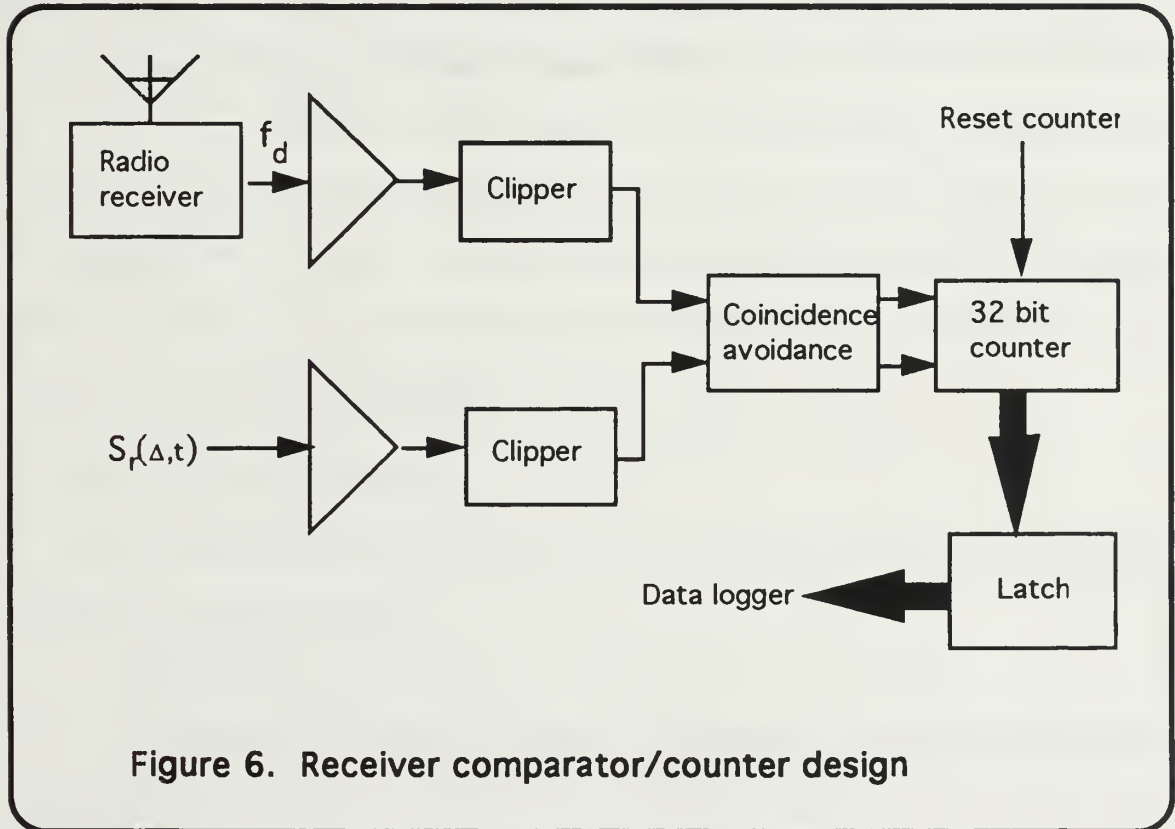 Radio
receiver
f_d
Clipper
Reset counter
Coincidence
avoidance
32 bit
counter
S_r(Δ,t)
Clipper
Data logger
Latch
Figure 6. Receiver comparator/counter design